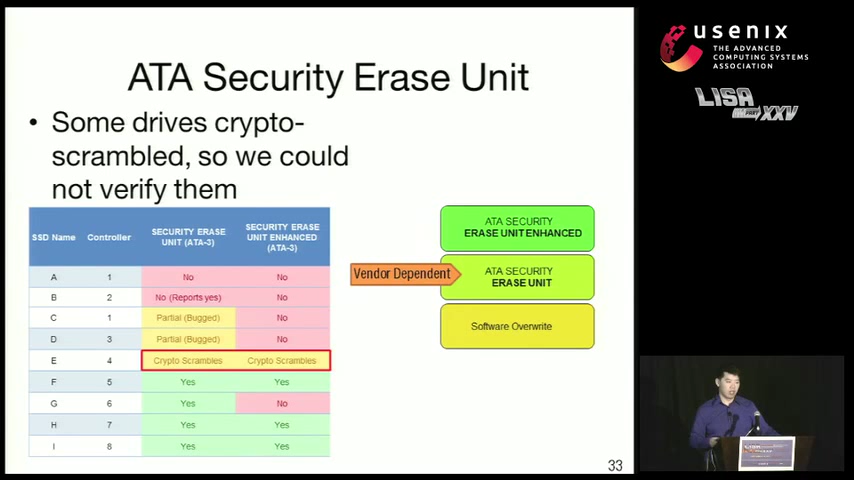 ATA Security Erase Unit
• Some drives crypto-
scrambled, so we could
not verify them
SSD Name Controller SECURITY ERASE UNIT (ATA-3) SECURITY ERASE UNIT ENHANCED (ATA-3)
A 1 No No
B 2 No (Reports yes) No
C 1 Partial (Bugged) No
D 3 Partial (Bugged) No
E 4 Crypto Scrambles Crypto Scrambles
F 5 Yes Yes
G 6 Yes No
H 7 Yes Yes
I 8 Yes Yes
ATA SECURITY
ERASE UNIT ENHANCED
Vendor Dependent
ATA SECURITY
ERASE UNIT
Software Overwrite
33
usenix
THE ADVANCED
COMPUTING SYSTEMS
ASSOCIATION
LISA
PART XXV